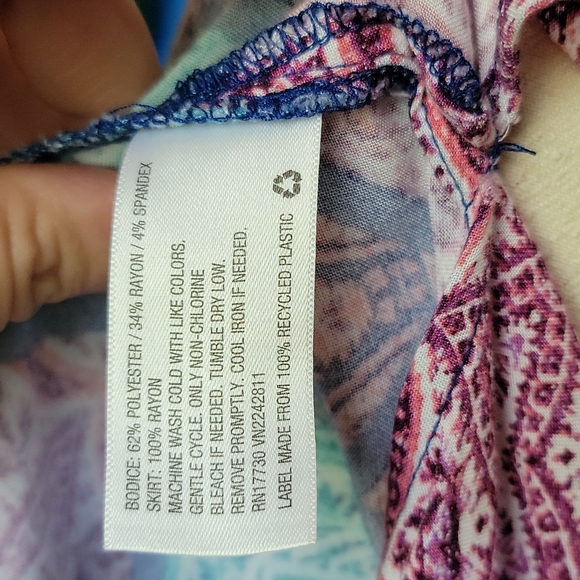 BODICE: 62% POLYESTER / 34% RAYON / 4% SPANDEX
SKIRT: 100% RAYON
MACHINE WASH COLD WITH LIKE COLORS.
GENTLE CYCLE. ONLY NON-CHLORINE
BLEACH IF NEEDED. TUMBLE DRY LOW.
REMOVE PROMPTLY. COOL IRON IF NEEDED.
RN17730 VN2242811
LABEL MADE FROM 100% RECYCLED PLASTIC